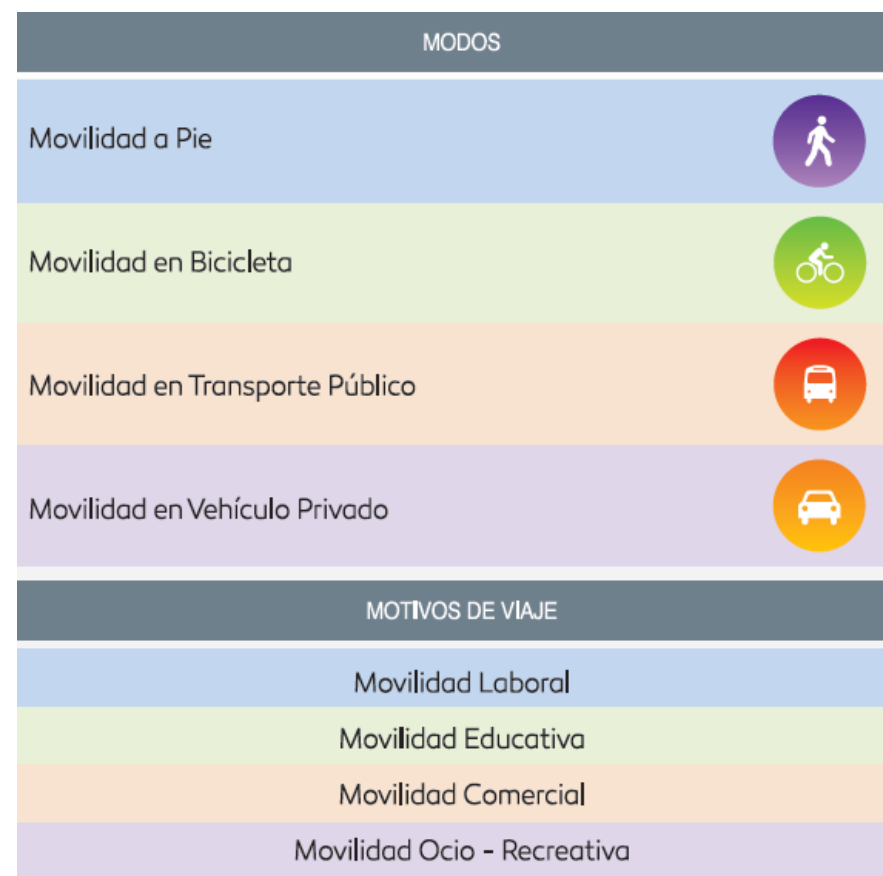 MODOS
Movilidad a Pie
Movilidad en Bicicleta
Movilidad en Transporte Público
Movilidad en Vehículo Privado
MOTIVOS DE VIAJE
Movilidad Laboral
Movilidad Educativa
Movilidad Comercial
Movilidad Ocio - Recreativa